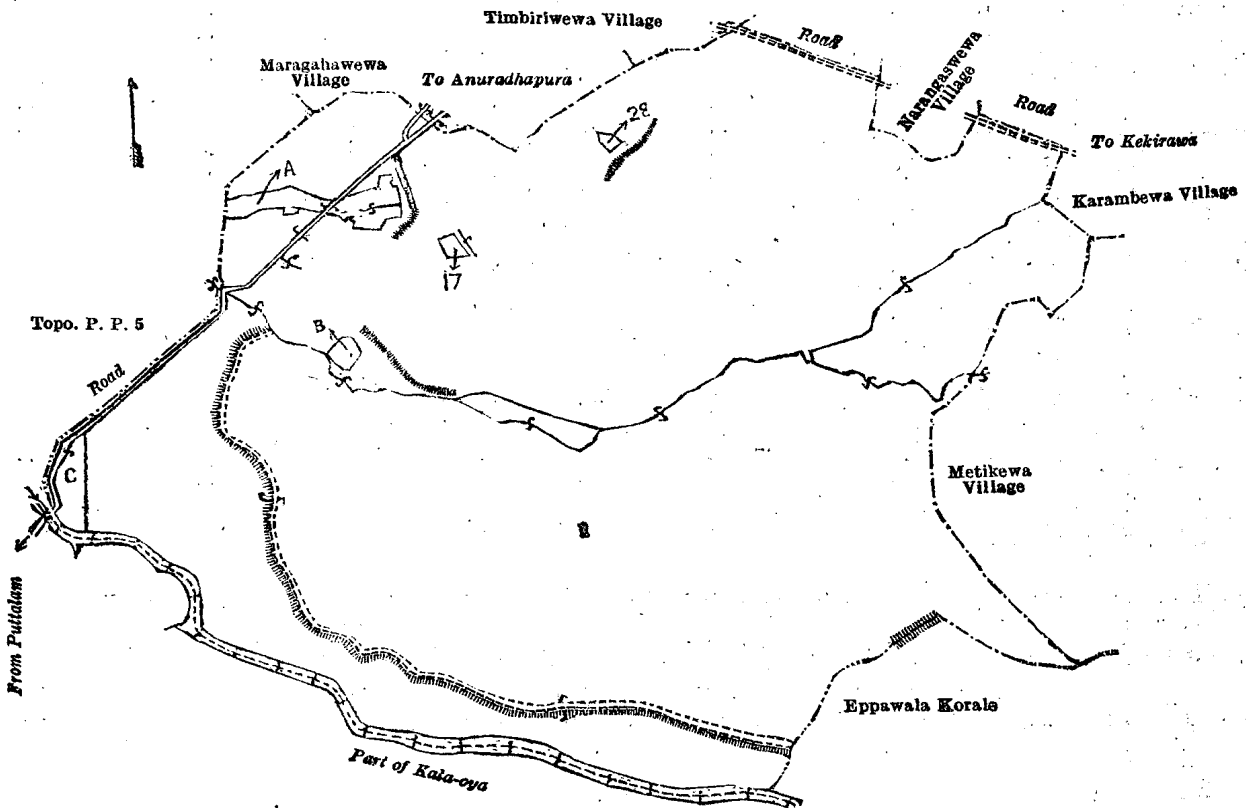 Timbiriwewa Village
Road
Maragahawewa
Village
To Anuradhapura
Narangaswewa
Village
Road
28
To Kekirawa
A
Karambewa Village
17
Topo. P. P. 5
B
Road
C
Metikewa
Village
From Puttalam
Eppawala Korale
Part of Kala-oya